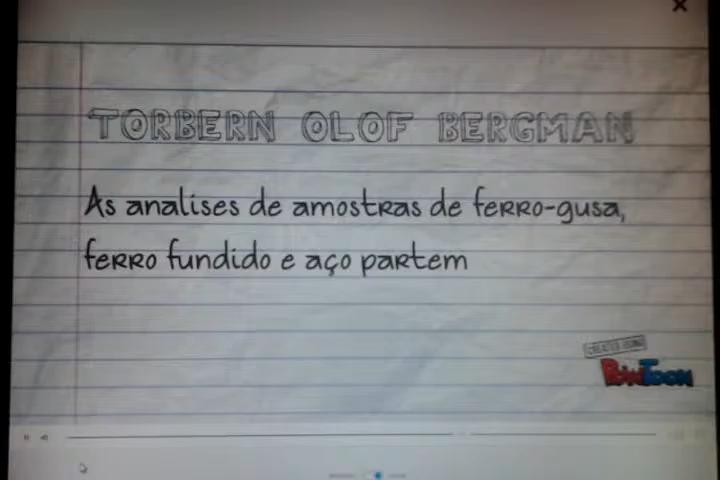 TORBERN OLOF BERGMAN
As analises de amostras de ferro-gusa,
ferro fundido e aço partem
CREATED USING
PowToon